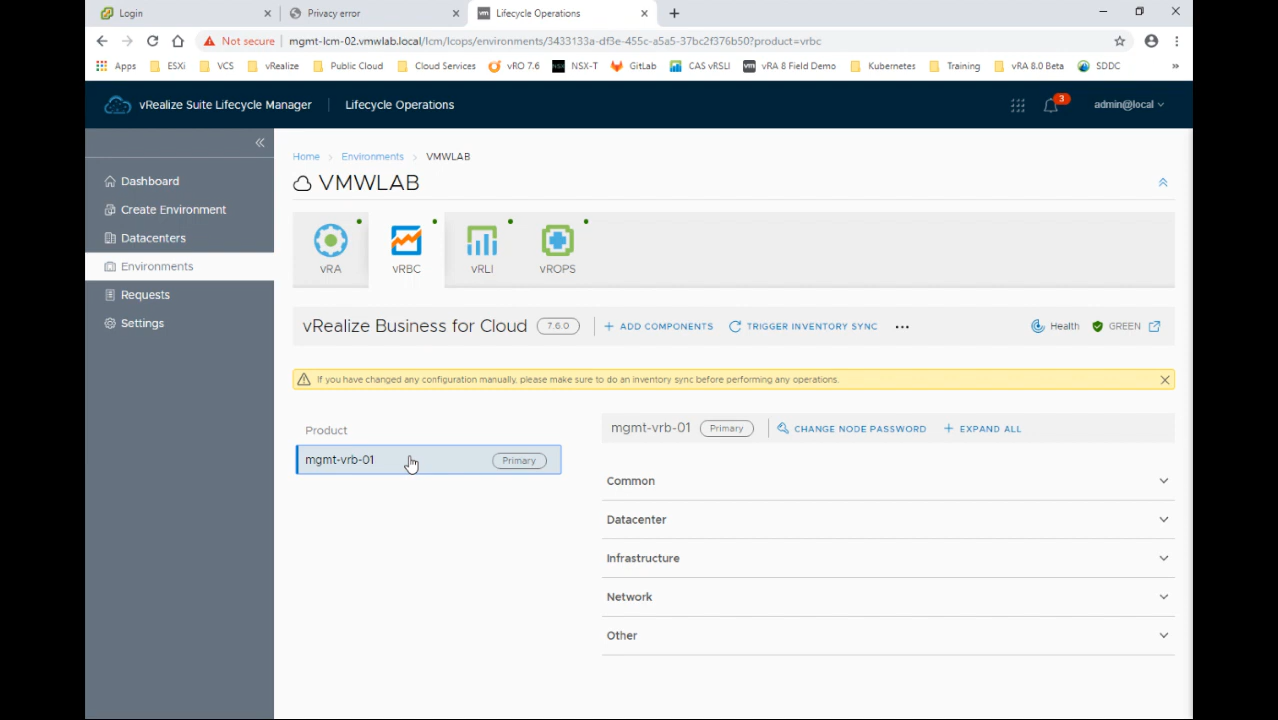 Login
Privacy error
Lifecycle Operations
Not secure | mgmt-lcm-02.vmwlab.local/lcm/lcops/environments/3433133a-df3e-455c-a5a5-37bc2f376b50?product=vrbc
Apps ESXi VCS vRealize Public Cloud Cloud Services vRO 7.6 NSX-T GitLab CAS vRSLI vRA 8 Field Demo Kubernetes Training vRA 8.0 Beta SDDC »
vRealize Suite Lifecycle Manager | Lifecycle Operations 3 admin@local
Dashboard
Create Environment
Datacenters
Environments
Requests
Settings
Home > Environments > VMWLAB
VMWLAB
vRA vRBC vRLI vROPS
vRealize Business for Cloud 7.6.0 + ADD COMPONENTS TRIGGER INVENTORY SYNC ••• Health GREEN
If you have changed any configuration manually, please make sure to do an inventory sync before performing any operations.
Product
mgmt-vrb-01 Primary
mgmt-vrb-01 Primary CHANGE NODE PASSWORD + EXPAND ALL
Common
Datacenter
Infrastructure
Network
Other